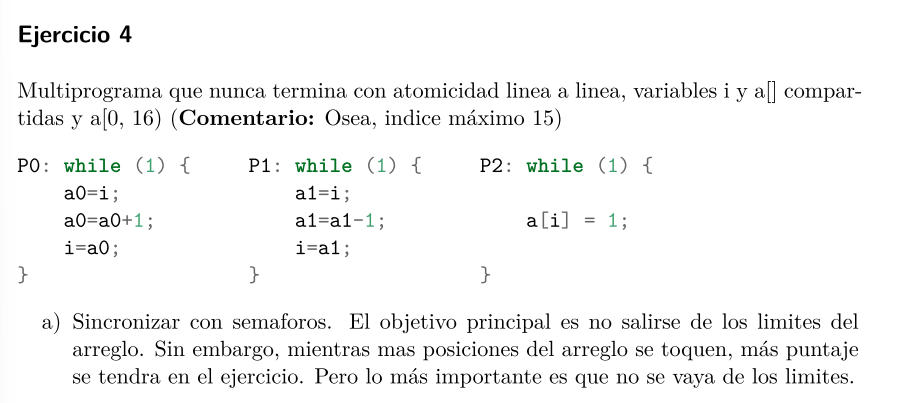 Ejercicio 4
Multiprograma que nunca termina con atomicidad linea a linea, variables i y a[] compar-
tidas y a[0, 16) (Comentario: Osea, indice máximo 15)
P0: while (1) {    P1: while (1) {    P2: while (1) {
a0=i;    a1=i;
a0=a0+1;    a1=a1-1;    a[i] = 1;
i=a0;    i=a1;
}    }    }
a) Sincronizar con semaforos. El objetivo principal es no salirse de los limites del
arreglo. Sin embargo, mientras mas posiciones del arreglo se toquen, más puntaje
se tendra en el ejercicio. Pero lo más importante es que no se vaya de los limites.